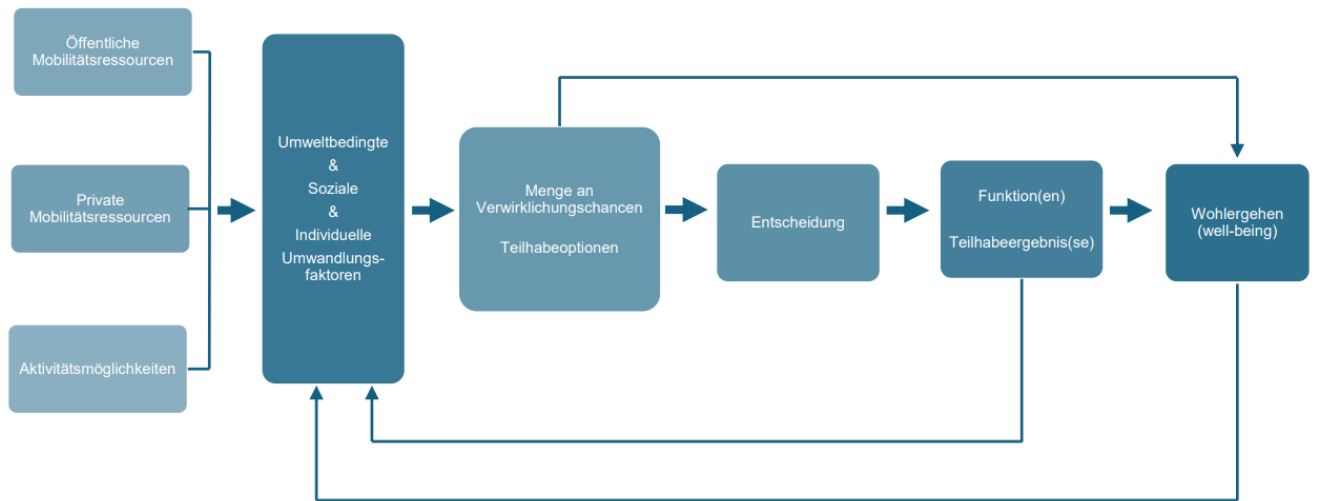 Öffentliche
Mobilitätsressourcen
Private
Mobilitätsressourcen
Aktivitätsmöglichkeiten
Umweltbedingte
&
Soziale
&
Individuelle
Umwandlungs-
faktoren
Menge an
Verwirklichungschancen
Teilhabeoptionen
Entscheidung
Funktion(en)
Teilhabeergebnis(se)
Wohlergehen
(well-being)